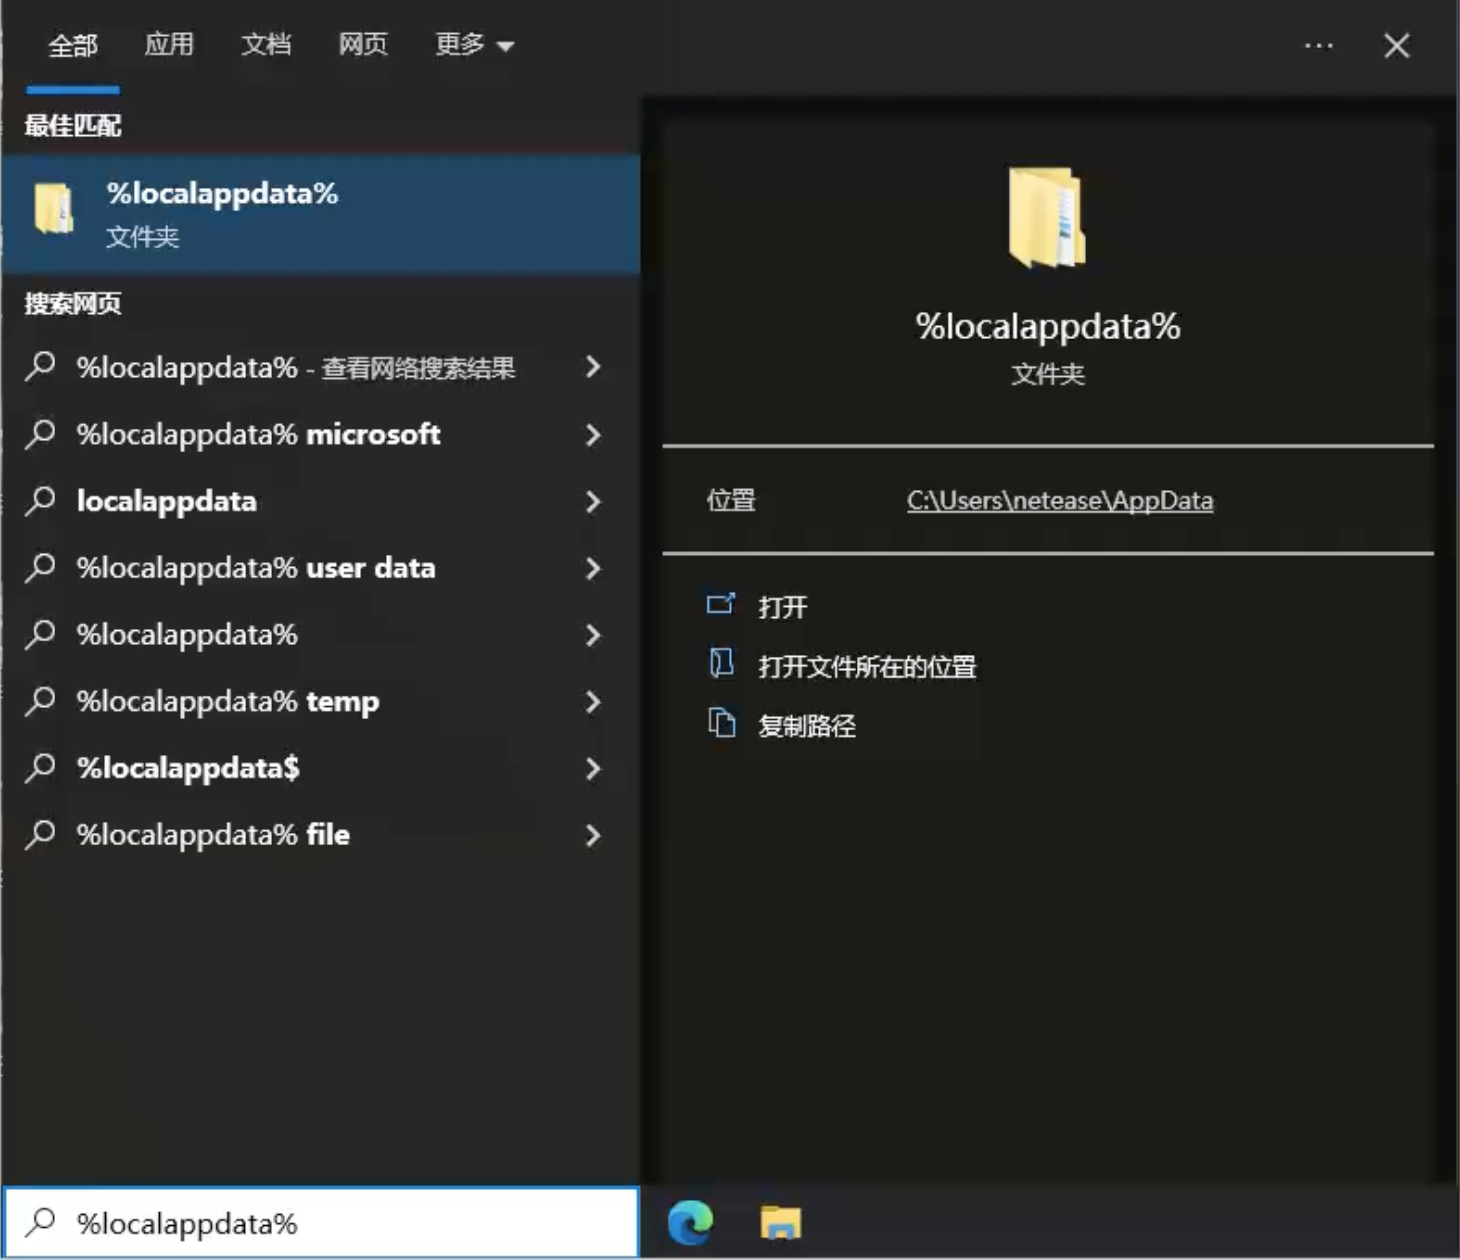 全部 应用 文档 网页 更多
最佳匹配
%localappdata%
文件夹
搜索网页
%localappdata% - 查看网络搜索结果
%localappdata% microsoft
localappdata
%localappdata% user data
%localappdata%
%localappdata% temp
%localappdata$
%localappdata% file
%localappdata%
%localappdata%
文件夹
位置 C:\Users\netease\AppData
打开
打开文件所在的位置
复制路径